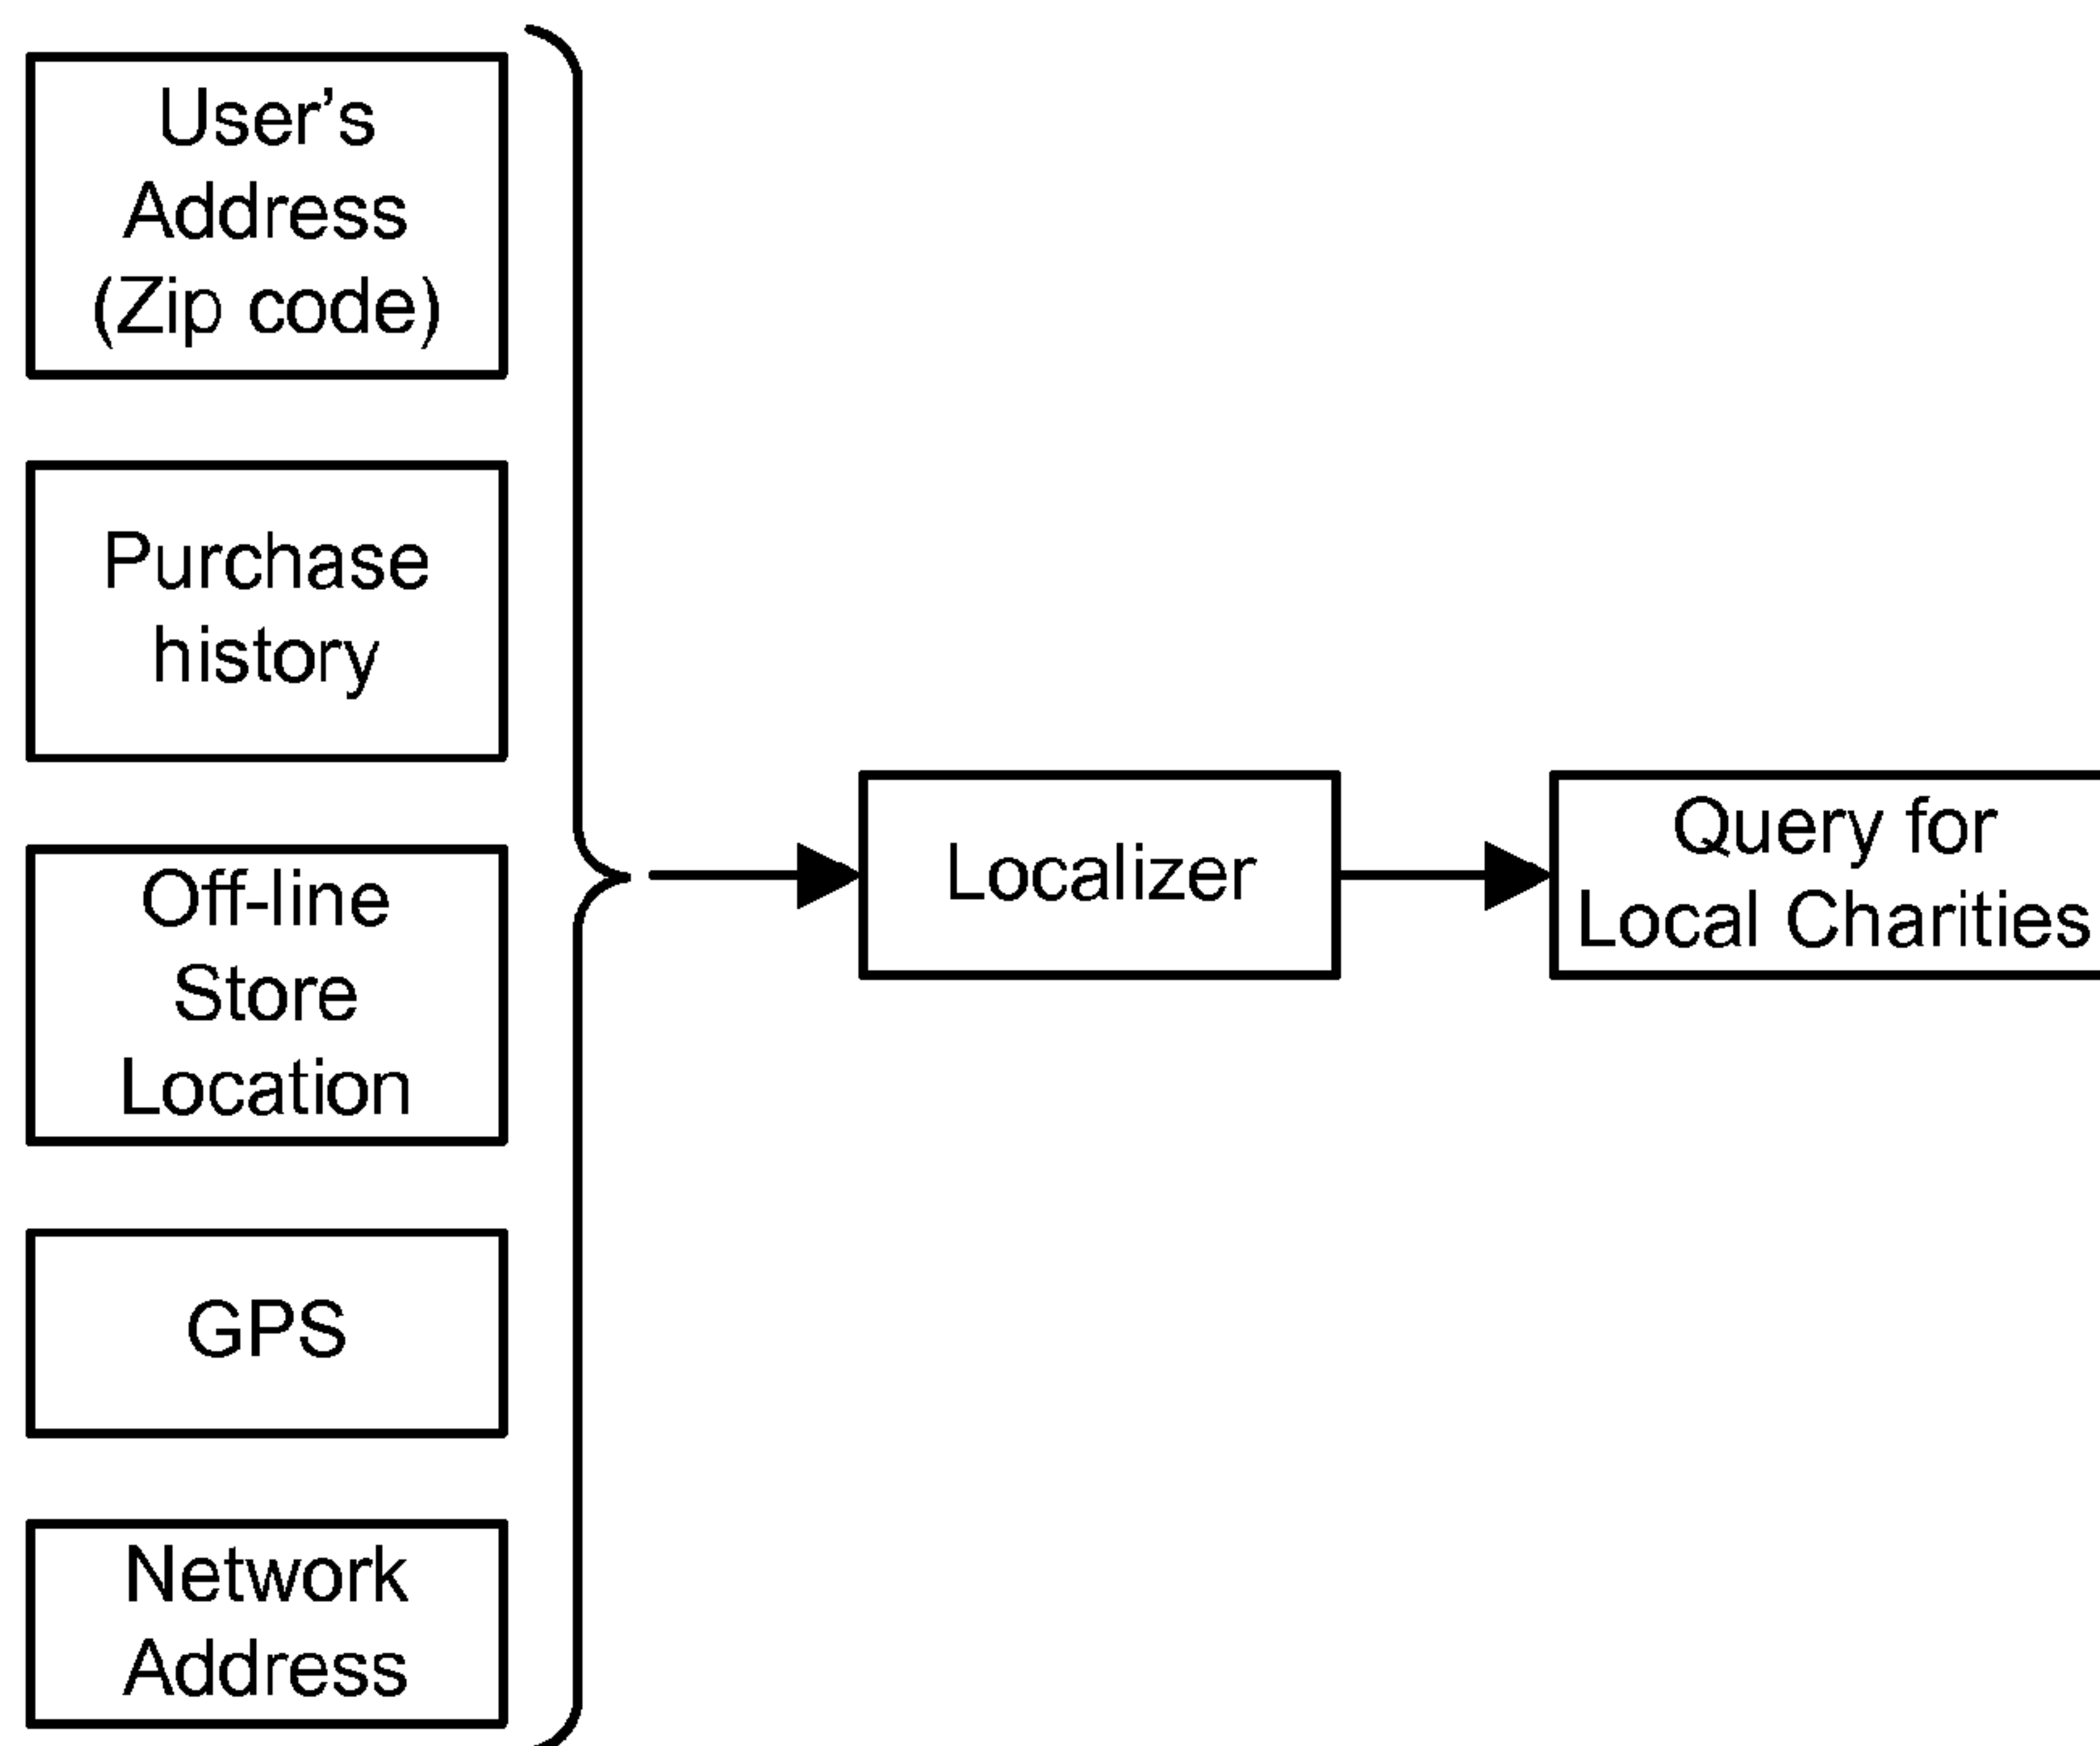 User’s
Address
(Zip code)
Purchase
history
Off-line
Store
Location
GPS
Network
Address
Localizer
Query for
Local Charities